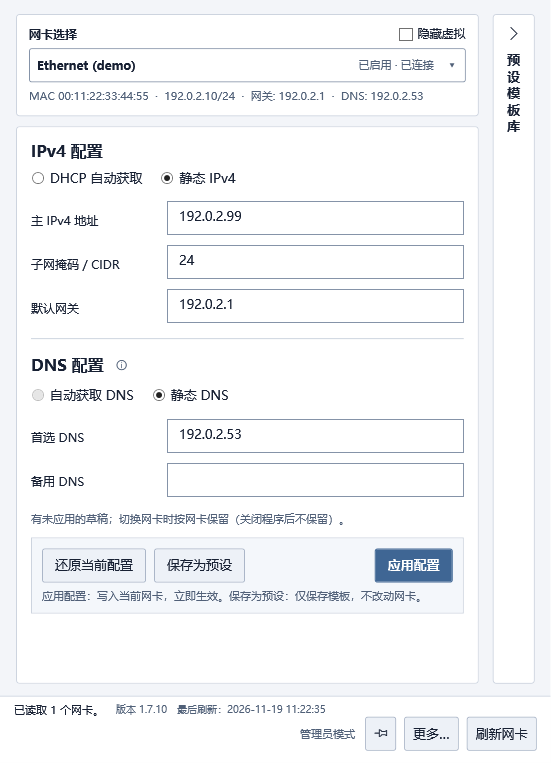 网卡选择
隐藏虚拟
Ethernet (demo)
已启用 · 已连接
MAC 00:11:22:33:44:55 · 192.0.2.10/24 · 网关: 192.0.2.1 · DNS: 192.0.2.53
预设模板库
IPv4 配置
DHCP 自动获取
静态 IPv4
主 IPv4 地址
192.0.2.99
子网掩码 / CIDR
24
默认网关
192.0.2.1
DNS 配置
自动获取 DNS
静态 DNS
首选 DNS
192.0.2.53
备用 DNS
有未应用的草稿；切换网卡时按网卡保留（关闭程序后不保留）。
还原当前配置
保存为预设
应用配置
应用配置：写入当前网卡，立即生效。保存为预设：仅保存模板，不改动网卡。
已读取 1 个网卡。
版本 1.7.10
最后刷新：2026-11-19 11:22:35
管理员模式
更多...
刷新网卡